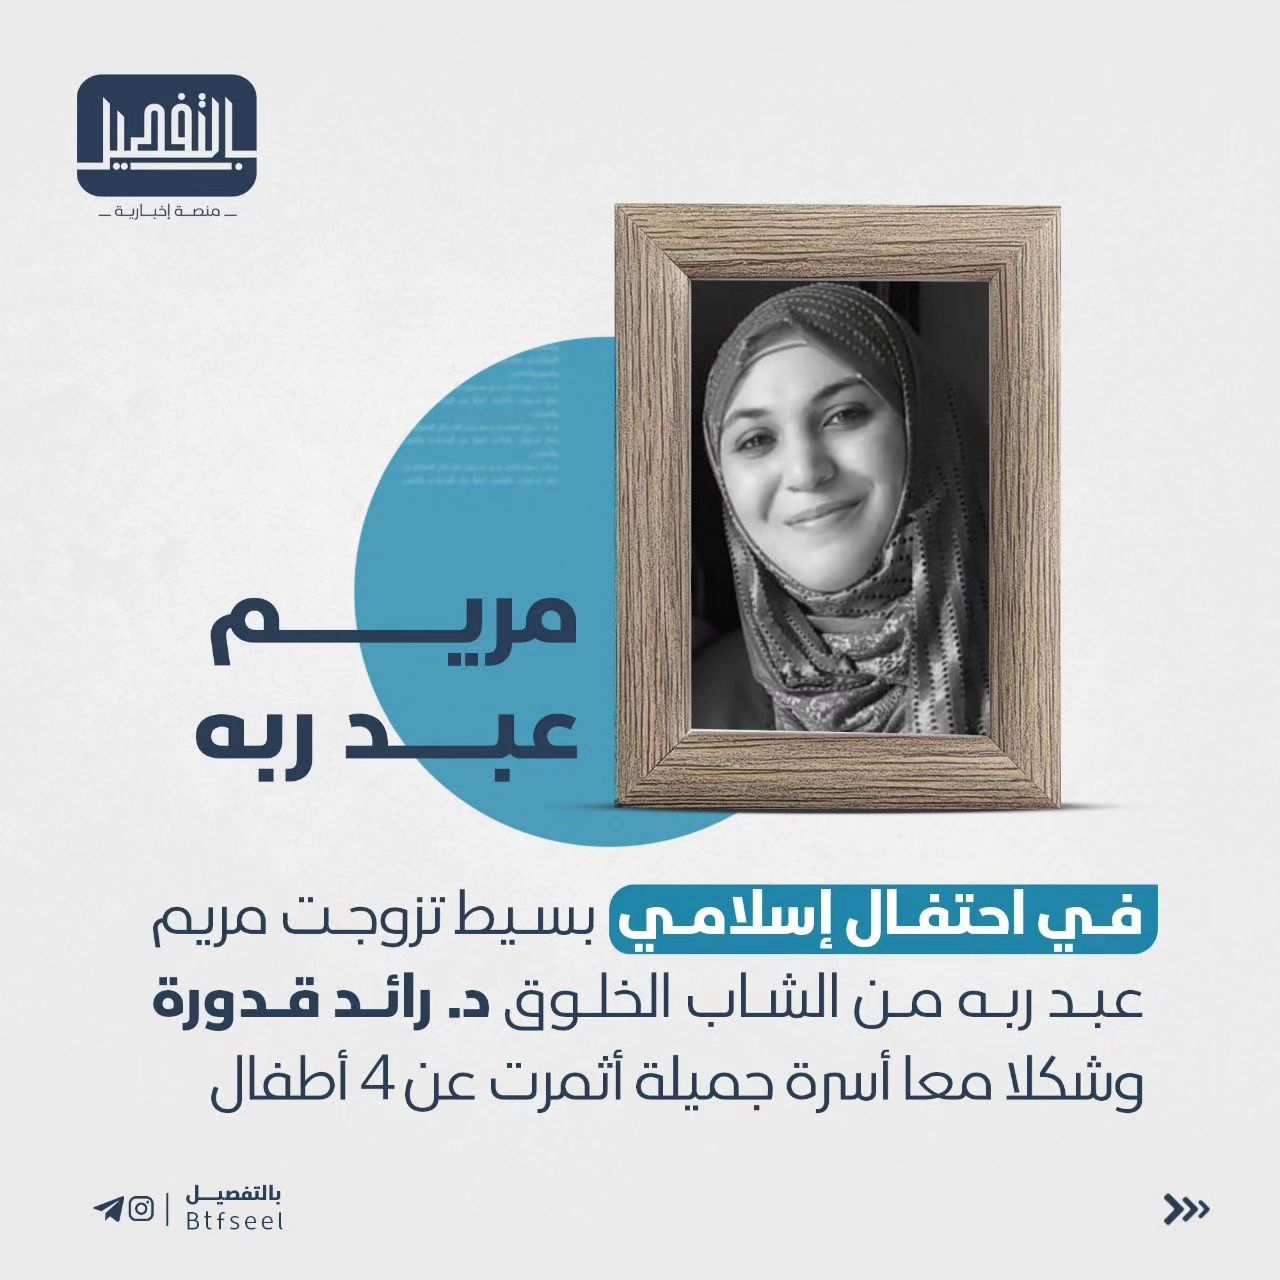 بالتفصيل
منصة إخبارية
مريم
عبد ربه
في احتفال إسلامي بسيط تزوجت مريم
عبد ربه من الشاب الخلوق د. رائد قدورة
وشكلا معا أسرة جميلة أثمرت عن 4 أطفال
بالتفصيل
Btfseel